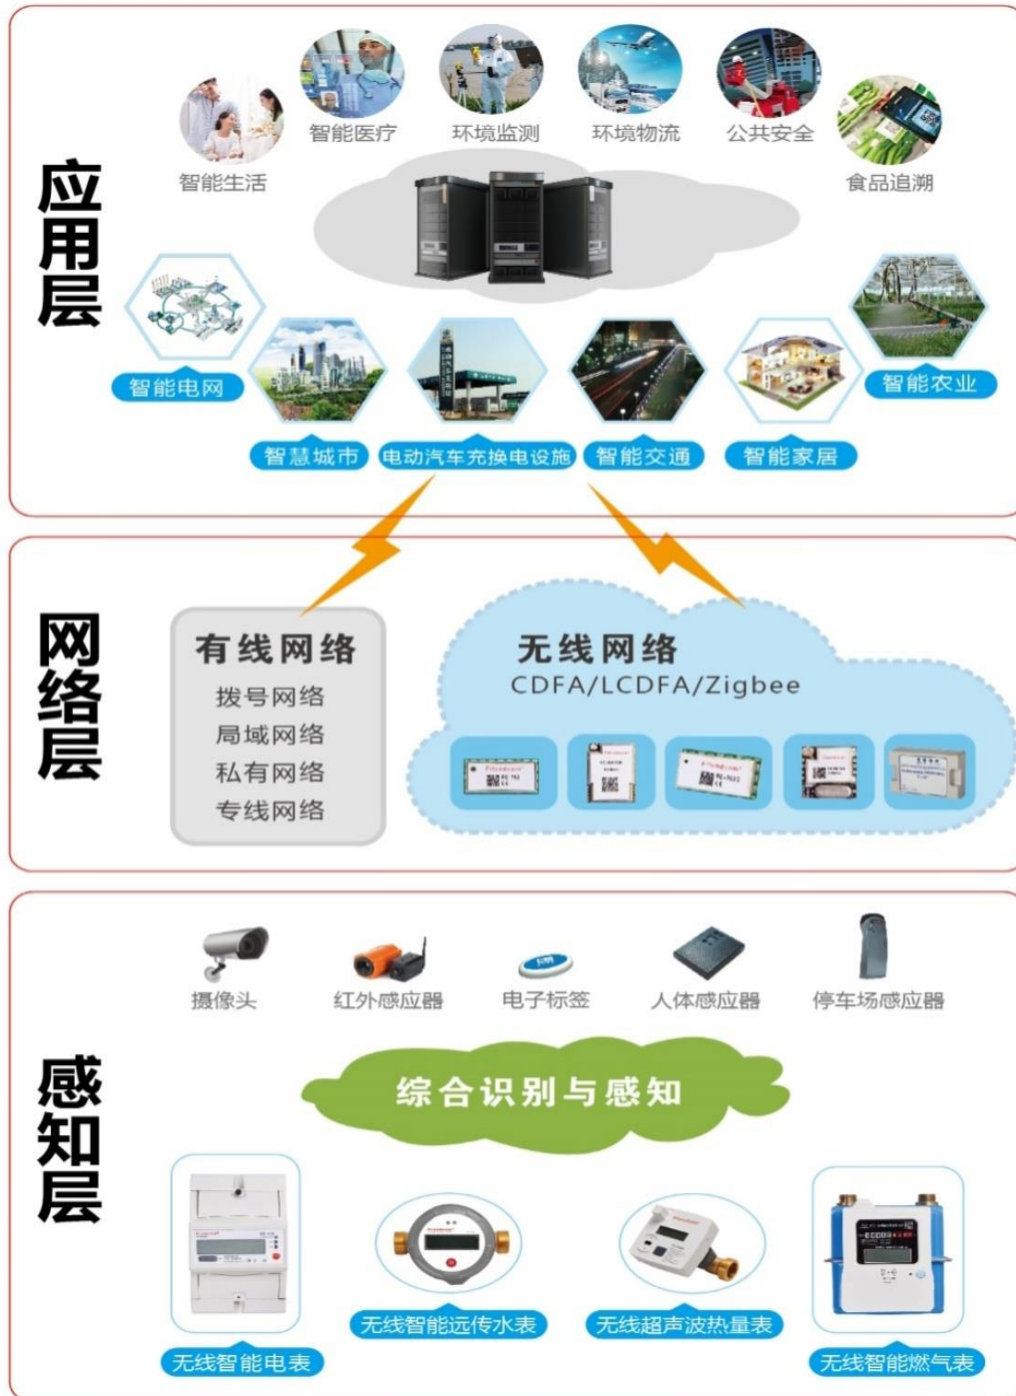 应用层
智能生活
智能医疗
环境监测
环境物流
公共安全
食品追溯
智能电网
智慧城市
电动汽车充换电设施
智能交通
智能家居
智能农业
网络层
有线网络
拨号网络
局域网络
私有网络
专线网络
无线网络
CDFA/LCDFA/Zigbee
感知层
摄像头
红外感应器
电子标签
人体感应器
停车场感应器
综合识别与感知
无线智能电表
无线智能远传水表
无线超声波热量表
无线智能燃气表